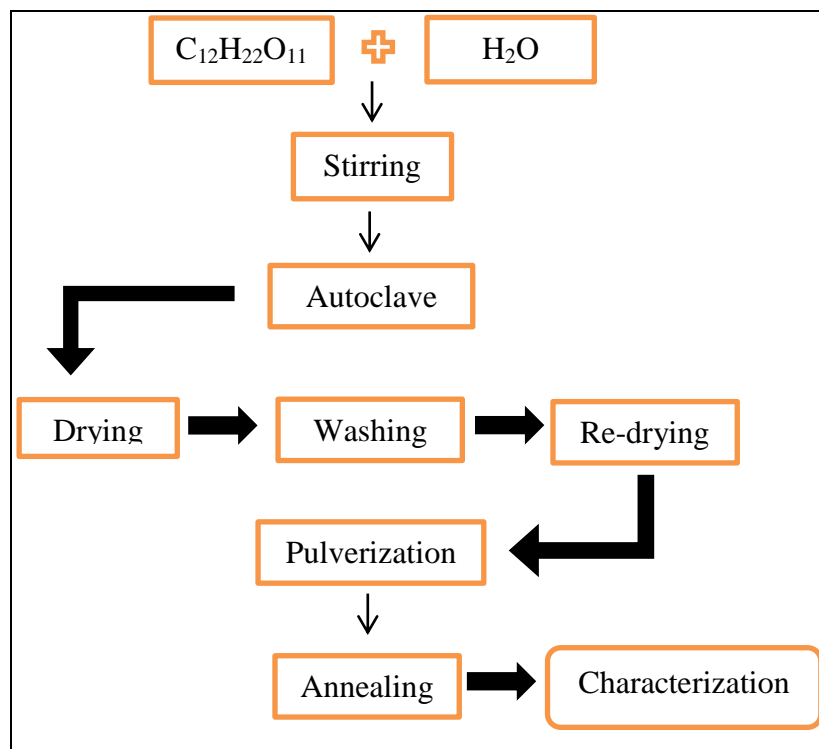 C₁₂H₂₂O₁₁ H₂O
Stirring
Autoclave
Drying Washing Re-drying
Pulverization
Annealing Characterization